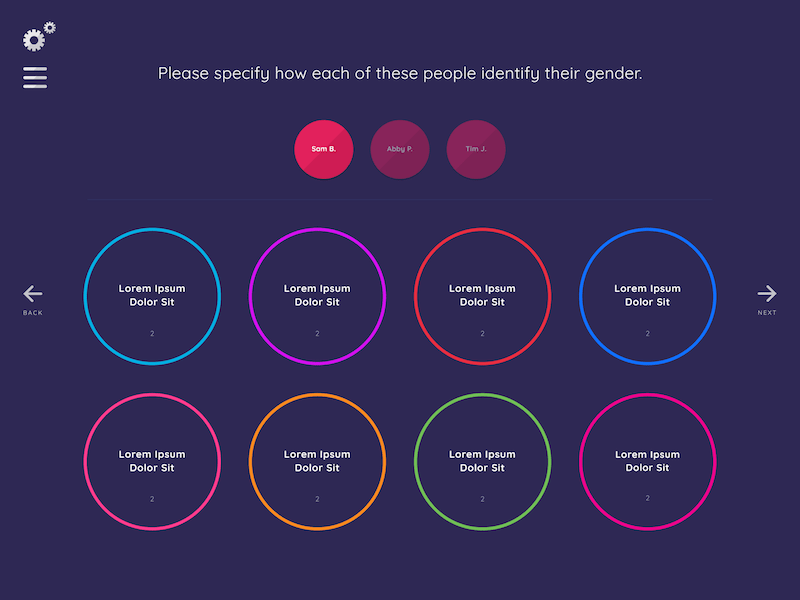 Please specify how each of these people identify their gender.
Sam B. Abby P. Tim J.
Lorem Ipsum Lorem Ipsum Lorem Ipsum Lorem Ipsum
Dolor Sit Dolor Sit Dolor Sit Dolor Sit
BACK NEXT
2 2 2 2
Lorem Ipsum Lorem Ipsum Lorem Ipsum Lorem Ipsum
Dolor Sit Dolor Sit Dolor Sit Dolor Sit
2 2 2 2